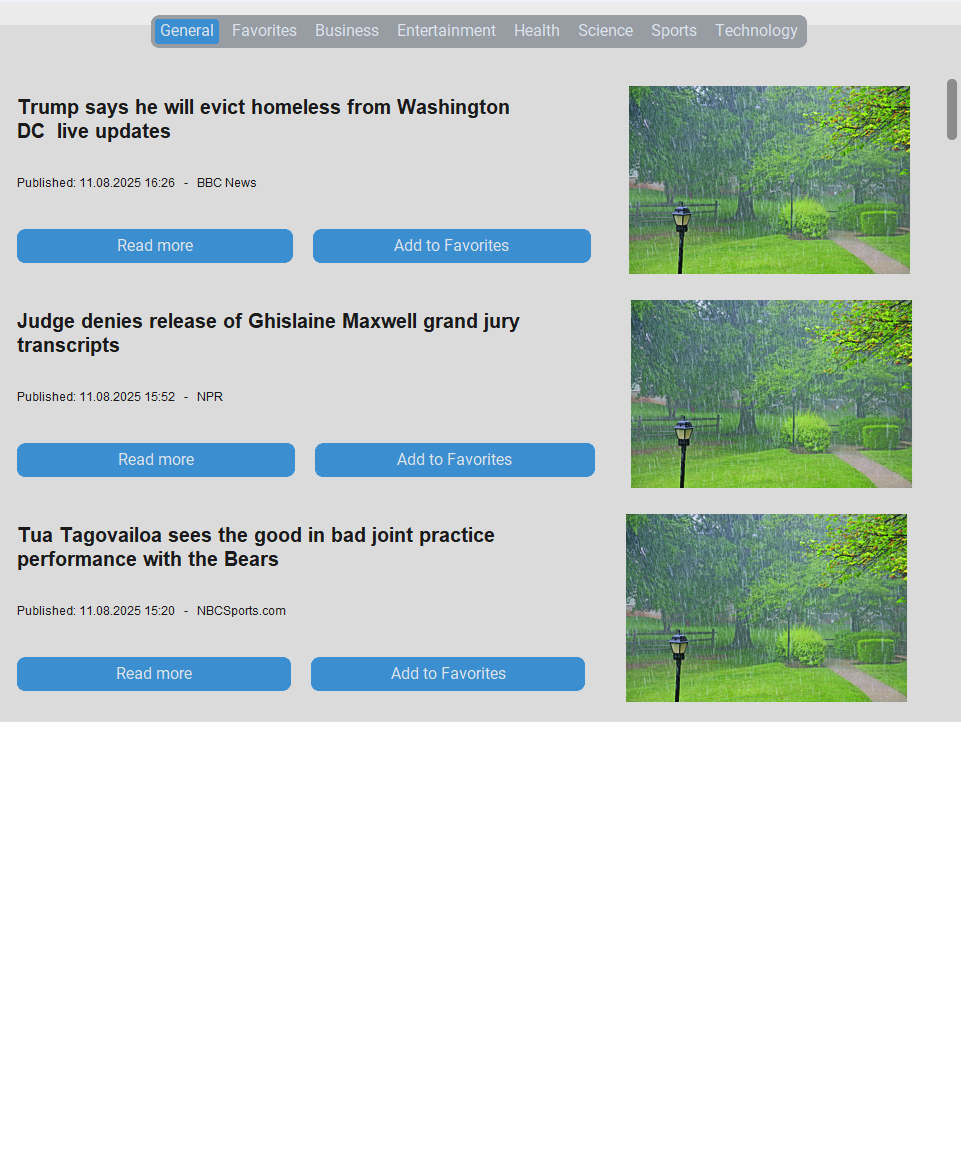 General Favorites Business Entertainment Health Science Sports Technology
Trump says he will evict homeless from Washington
DC  live updates
Published: 11.08.2025 16:26 - BBC News
Read more Add to Favorites
Judge denies release of Ghislaine Maxwell grand jury
transcripts
Published: 11.08.2025 15:52 - NPR
Read more Add to Favorites
Tua Tagovailoa sees the good in bad joint practice
performance with the Bears
Published: 11.08.2025 15:20 - NBCSports.com
Read more Add to Favorites